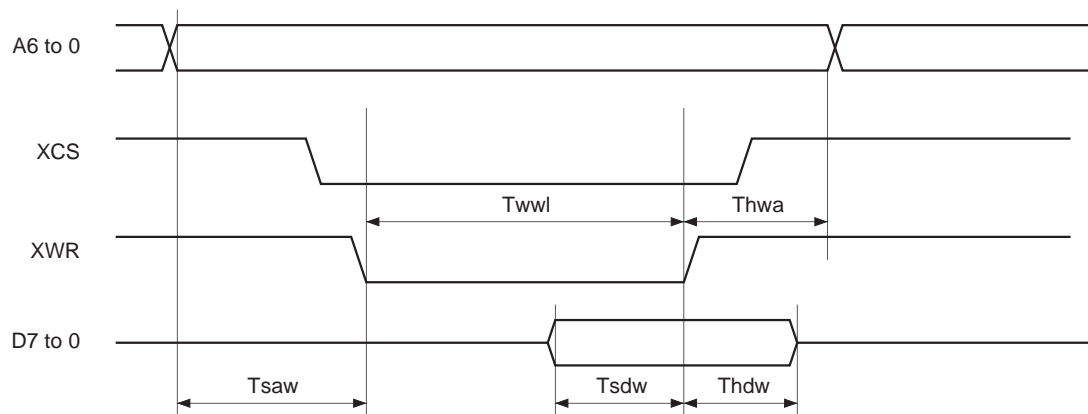 A6 to 0
XCS
Twwl Thwa
XWR
D7 to 0
Tsaw Tsdw Thdw